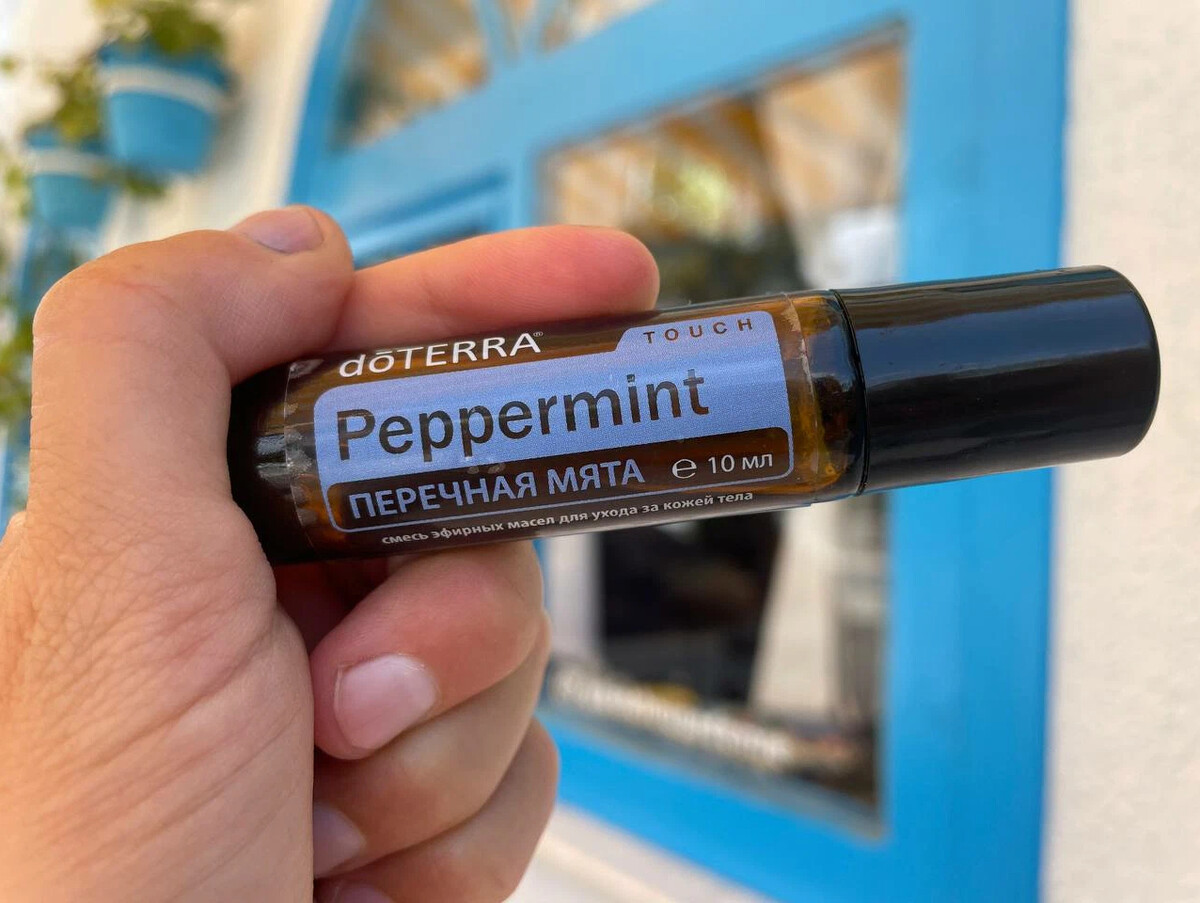 dōTERRA®
TOUCH
Peppermint
ПЕРЕЧНАЯ МЯТА ℮ 10 мл
смесь эфирных масел для ухода за кожей тела